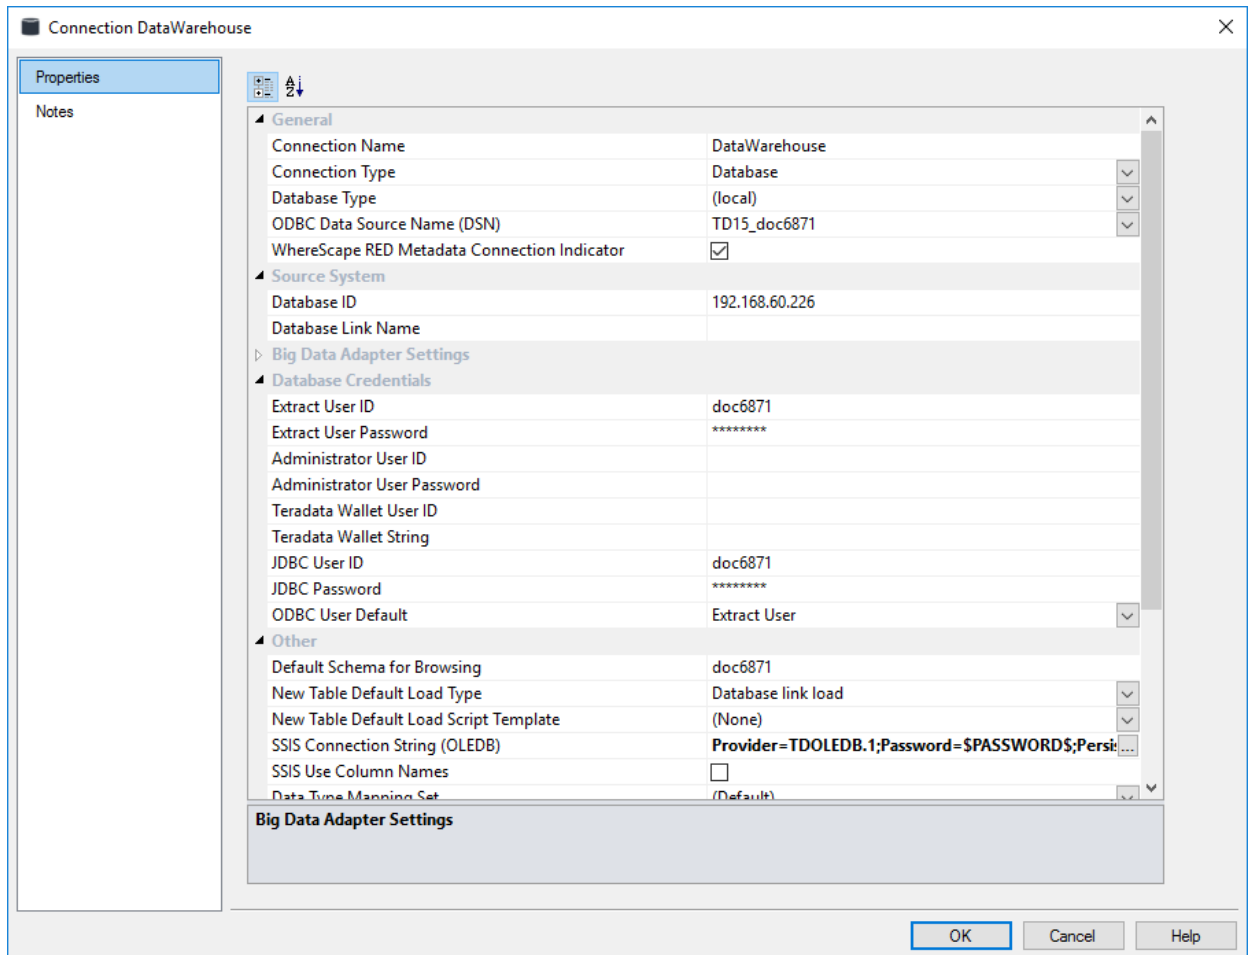 Connection DataWarehouse
Properties
Notes
General
Connection Name DataWarehouse
Connection Type Database
Database Type (local)
ODBC Data Source Name (DSN) TD15_doc6871
WhereScape RED Metadata Connection Indicator
Source System
Database ID 192.168.60.226
Database Link Name
Big Data Adapter Settings
Database Credentials
Extract User ID doc6871
Extract User Password ********
Administrator User ID
Administrator User Password
Teradata Wallet User ID
Teradata Wallet String
JDBC User ID doc6871
JDBC Password ********
ODBC User Default Extract User
Other
Default Schema for Browsing doc6871
New Table Default Load Type Database link load
New Table Default Load Script Template (None)
SSIS Connection String (OLEDB) Provider=TDOLEDB.1;Password=$PASSWORD$;Persis...
SSIS Use Column Names
Data Type Mapping Set (Default)
Big Data Adapter Settings
OK Cancel Help